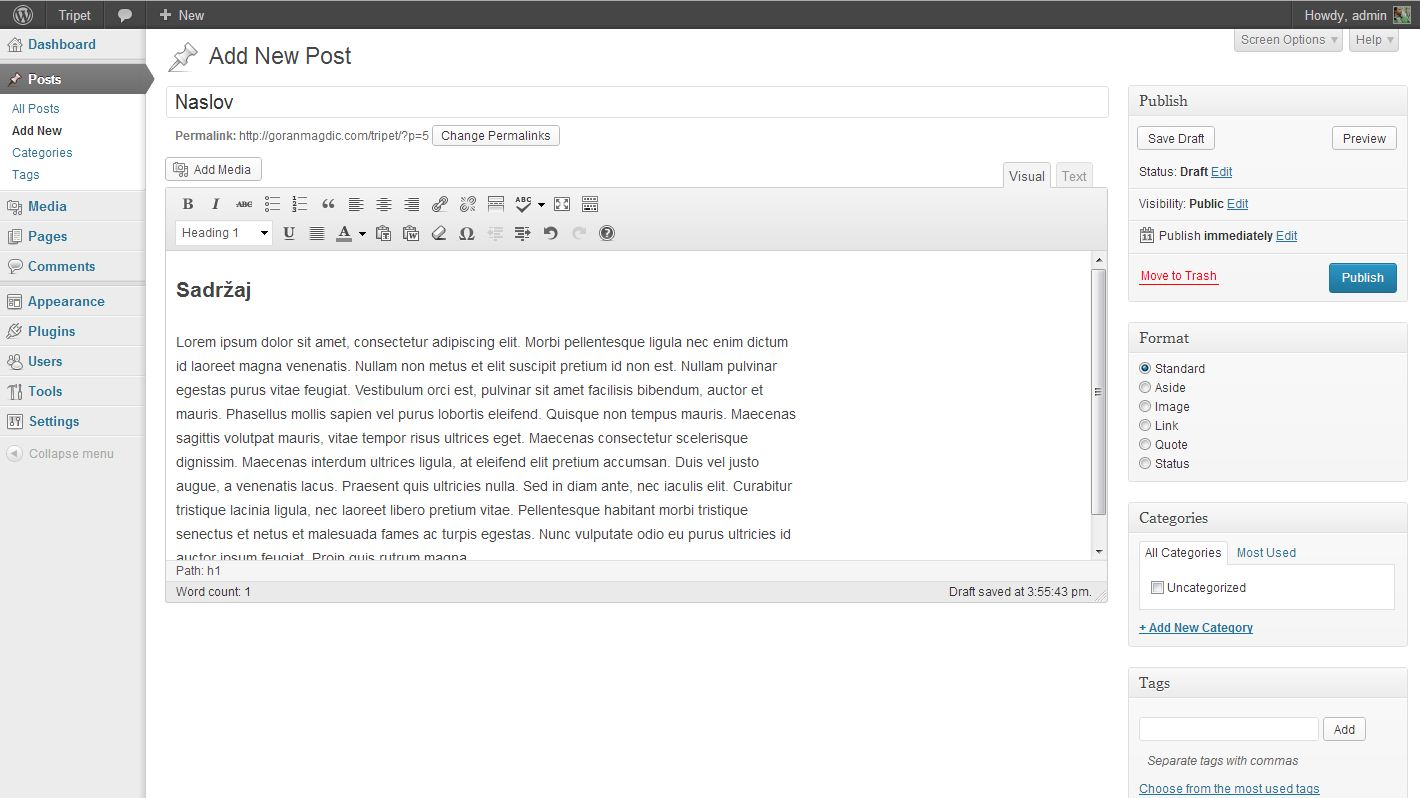 Tripet
New
Howdy, admin
Dashboard
Posts
All Posts
Add New
Categories
Tags
Media
Pages
Comments
Appearance
Plugins
Users
Tools
Settings
Collapse menu
Screen Options
Help
Add New Post
Naslov
Permalink: http://goranmagdic.com/tripet/?p=5 Change Permalinks
Add Media
Visual Text
B I ABC ABC
Heading 1 U A Ω
Sadržaj
Lorem ipsum dolor sit amet, consectetur adipiscing elit. Morbi pellentesque ligula nec enim dictum
id laoreet magna venenatis. Nullam non metus et elit suscipit pretium id non est. Nullam pulvinar
egestas purus vitae feugiat. Vestibulum orci est, pulvinar sit amet facilisis bibendum, auctor et
mauris. Phasellus mollis sapien vel purus lobortis eleifend. Quisque non tempus mauris. Maecenas
sagittis volutpat mauris, vitae tempor risus ultrices eget. Maecenas consectetur scelerisque
dignissim. Maecenas interdum ultrices ligula, at eleifend elit pretium accumsan. Duis vel justo
augue, a venenatis lacus. Praesent quis ultricies nulla. Sed in diam ante, nec iaculis elit. Curabitur
tristique lacinia ligula, nec laoreet libero pretium vitae. Pellentesque habitant morbi tristique
senectus et netus et malesuada fames ac turpis egestas. Nunc vulputate odio eu purus ultricies id
auctor ipsum feugiat. Proin quis rutrum magna.
Path: h1
Word count: 1
Draft saved at 3:55:43 pm.
Publish
Save Draft
Preview
Status: Draft Edit
Visibility: Public Edit
11 Publish immediately Edit
Move to Trash
Publish
Format
Standard
Aside
Image
Link
Quote
Status
Categories
All Categories Most Used
Uncategorized
+ Add New Category
Tags
Add
Separate tags with commas
Choose from the most used tags